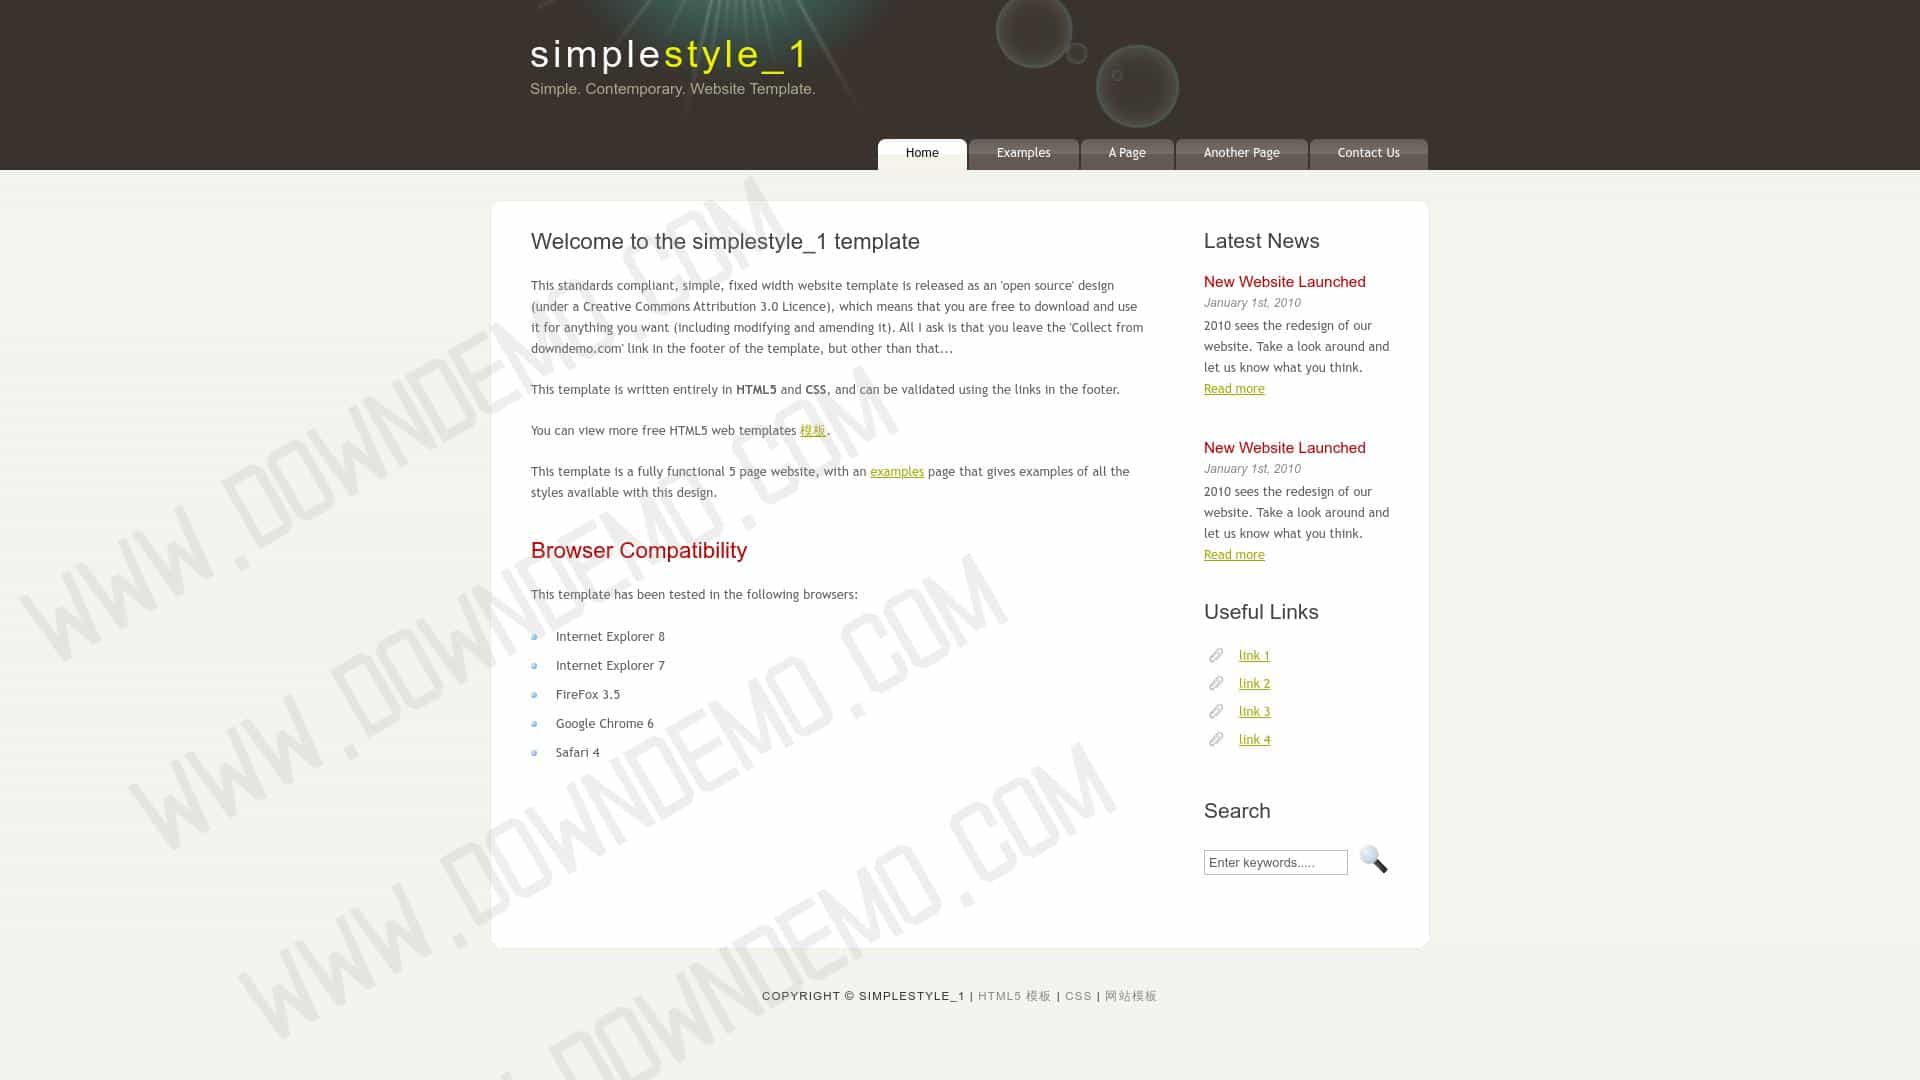 simplestyle_1
Simple. Contemporary. Website Template.
Home
Examples
A Page
Another Page
Contact Us
Welcome to the simplestyle_1 template
This standards compliant, simple, fixed width website template is released as an 'open source' design
(under a Creative Commons Attribution 3.0 Licence), which means that you are free to download and use
it for anything you want (including modifying and amending it). All I ask is that you leave the 'Collect from
downdemo.com' link in the footer of the template, but other than that...
This template is written entirely in HTML5 and CSS, and can be validated using the links in the footer.
You can view more free HTML5 web templates 模板.
This template is a fully functional 5 page website, with an examples page that gives examples of all the
styles available with this design.
Browser Compatibility
This template has been tested in the following browsers:
Internet Explorer 8
Internet Explorer 7
FireFox 3.5
Google Chrome 6
Safari 4
Latest News
New Website Launched
January 1st, 2010
2010 sees the redesign of our
website. Take a look around and
let us know what you think.
Read more
New Website Launched
January 1st, 2010
2010 sees the redesign of our
website. Take a look around and
let us know what you think.
Read more
Useful Links
link 1
link 2
link 3
link 4
Search
Enter keywords.....
COPYRIGHT © SIMPLESTYLE_1 | HTML5 模板 | CSS | 网站模板
WWW.DOWNDEMO.COM
WWW.DOWNDEMO.COM
WWW.DOWNDEMO.COM
DOWNDEMO.COM